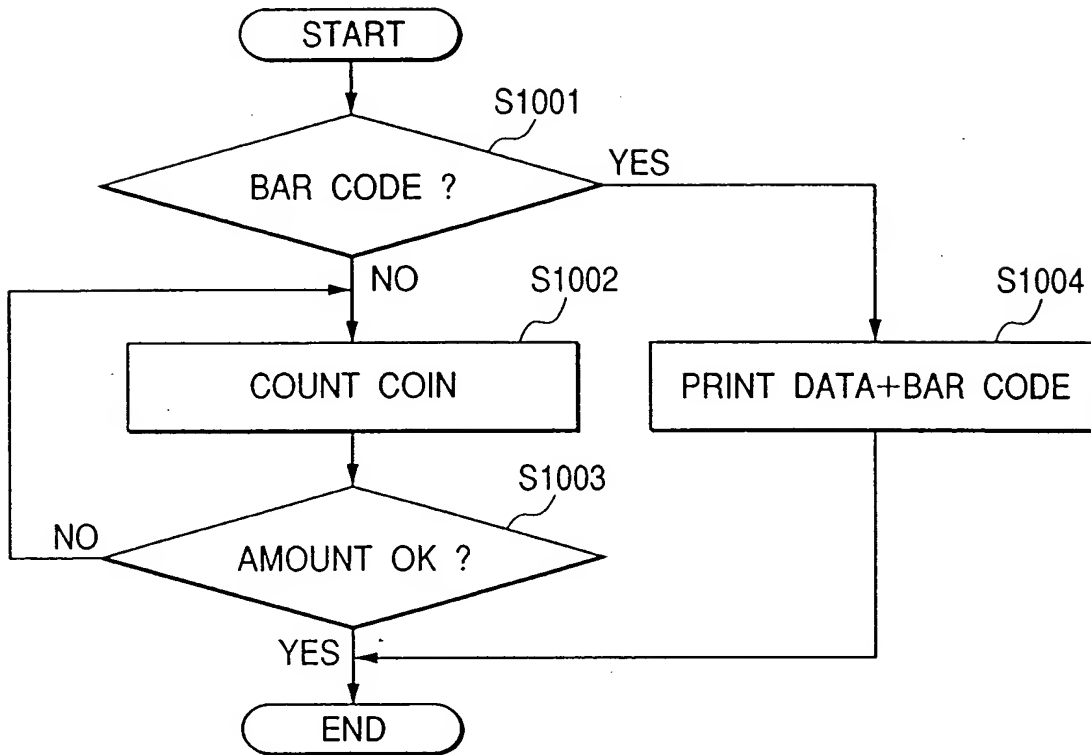 START
S1001
BAR CODE ?
YES
NO
S1002
S1004
COUNT COIN
PRINT DATA+BAR CODE
S1003
NO
AMOUNT OK ?
YES
END